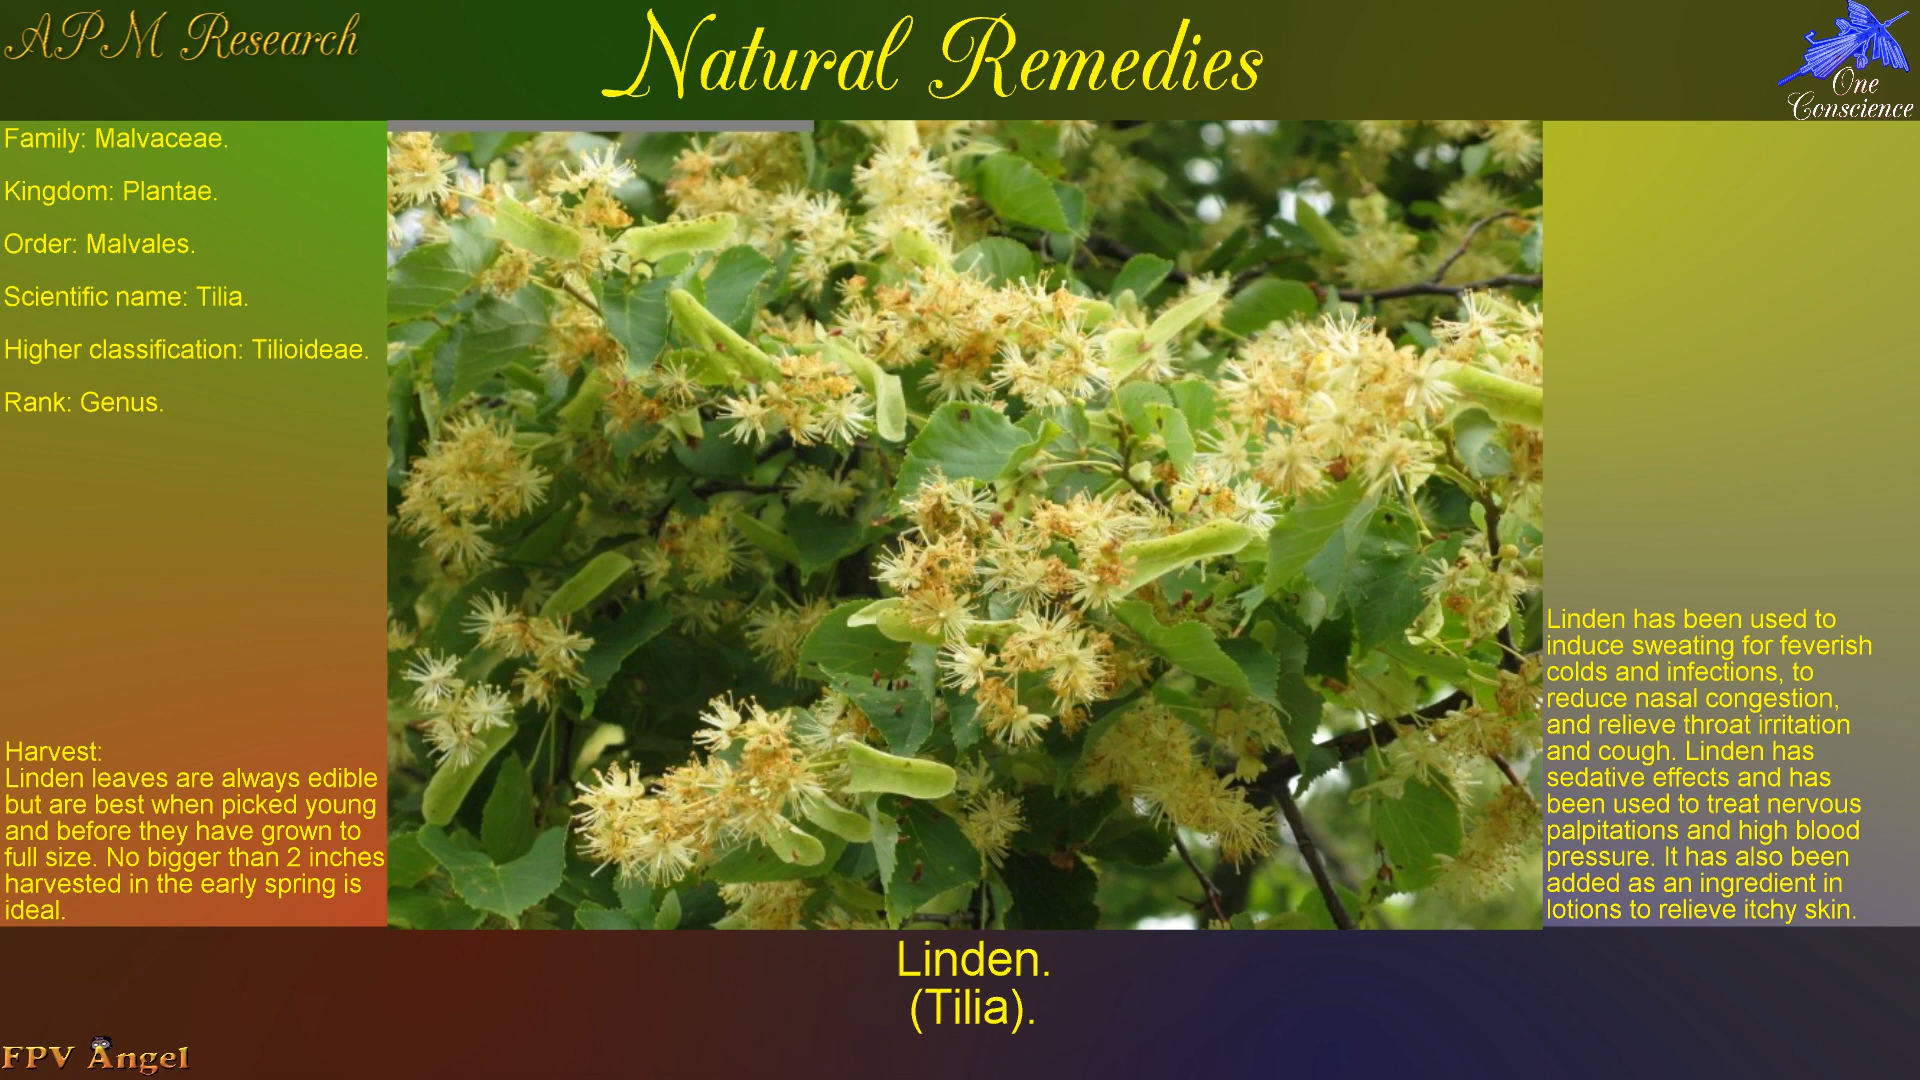 APM Research
Natural Remedies
One
Conscience
Family: Malvaceae.
Kingdom: Plantae.
Order: Malvales.
Scientific name: Tilia.
Higher classification: Tilioideae.
Rank: Genus.
Harvest:
Linden leaves are always edible
but are best when picked young
and before they have grown to
full size. No bigger than 2 inches
harvested in the early spring is
ideal.
Linden has been used to
induce sweating for feverish
colds and infections, to
reduce nasal congestion,
and relieve throat irritation
and cough. Linden has
sedative effects and has
been used to treat nervous
palpitations and high blood
pressure. It has also been
added as an ingredient in
lotions to relieve itchy skin.
Linden.
(Tilia).
FPV Angel